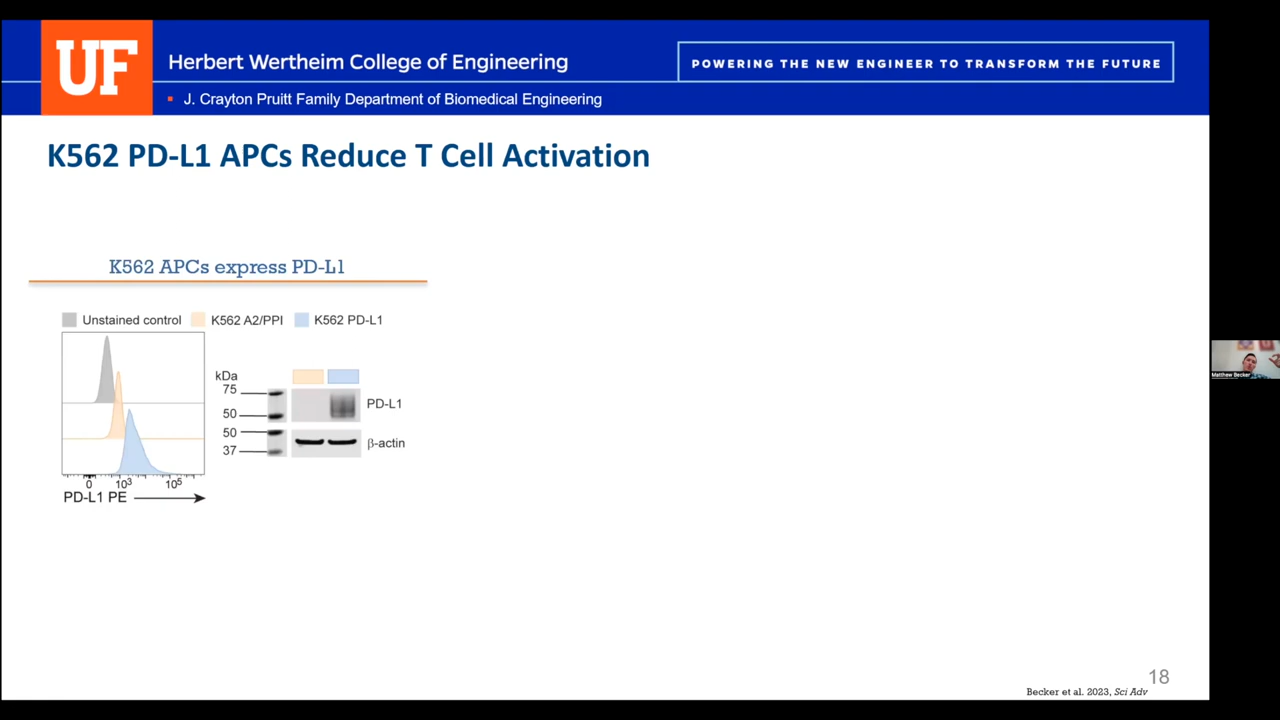 UF
Herbert Wertheim College of Engineering
POWERING THE NEW ENGINEER TO TRANSFORM THE FUTURE
J. Crayton Pruitt Family Department of Biomedical Engineering
K562 PD-L1 APCs Reduce T Cell Activation
K562 APCs express PD-L1
Unstained control K562 A2/PPI K562 PD-L1
kDa
75
50
50
37
PD-L1
β-actin
0 10³ 10⁵
PD-L1 PE
Matthew Becker
18
Becker et al. 2023, Sci Adv